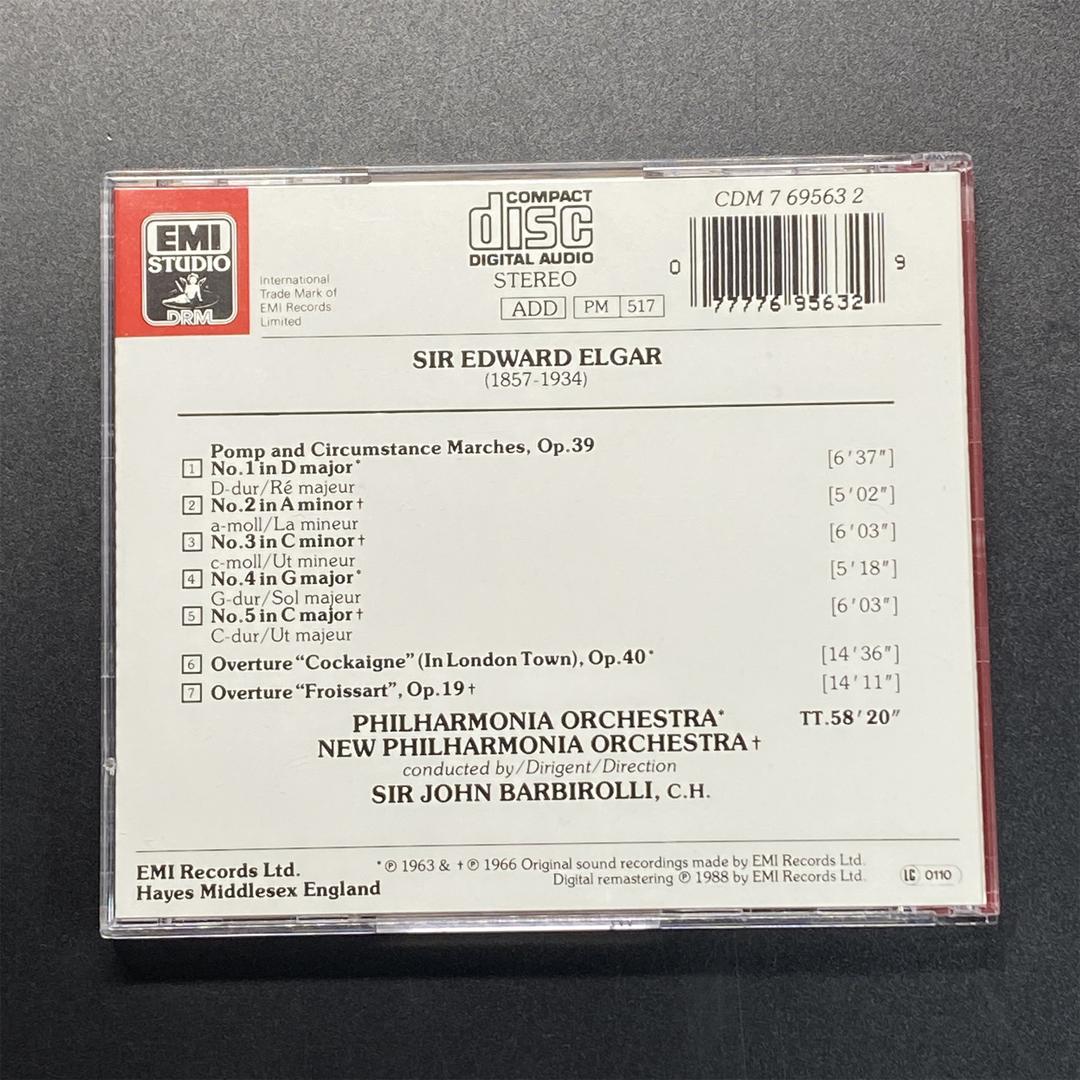 EMI
STUDIO
DRM
International
Trade Mark of
EMI Records
Limited
COMPACT
disc
DIGITAL AUDIO
STEREO
ADD PM 517
CDM 7 69563 2
0 77776 95632 9
SIR EDWARD ELGAR
(1857-1934)
Pomp and Circumstance Marches, Op.39
1 No.1 in D major* [6'37"]
D-dur/Ré majeur
2 No.2 in A minor† [5'02"]
a-moll/La mineur
3 No.3 in C minor† [6'03"]
c-moll/Ut mineur
4 No.4 in G major* [5'18"]
G-dur/Sol majeur
5 No.5 in C major† [6'03"]
C-dur/Ut majeur
6 Overture “Cockaigne” (In London Town), Op.40* [14'36"]
7 Overture “Froissart”, Op.19† [14'11"]
PHILHARMONIA ORCHESTRA* TT.58'20"
NEW PHILHARMONIA ORCHESTRA†
conducted by/Dirigent/Direction
SIR JOHN BARBIROLLI, C.H.
EMI Records Ltd.
Hayes Middlesex England
*℗ 1963 & †℗ 1966 Original sound recordings made by EMI Records Ltd.
Digital remastering ℗ 1988 by EMI Records Ltd.
LC 0110